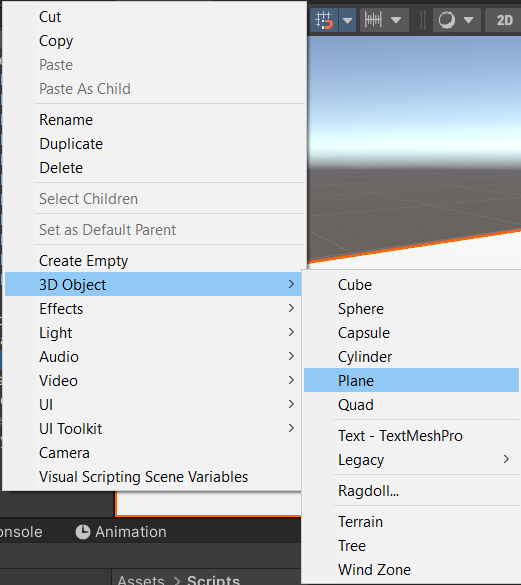 Cut
Copy
Paste
Paste As Child
Rename
Duplicate
Delete
Select Children
Set as Default Parent
Create Empty
3D Object
Effects
Light
Audio
Video
UI
UI Toolkit
Camera
Visual Scripting Scene Variables
2D
Cube
Sphere
Capsule
Cylinder
Plane
Quad
Text - TextMeshPro
Legacy
Ragdoll...
Terrain
Tree
Wind Zone
onsole
Animation
Assets > Scripts